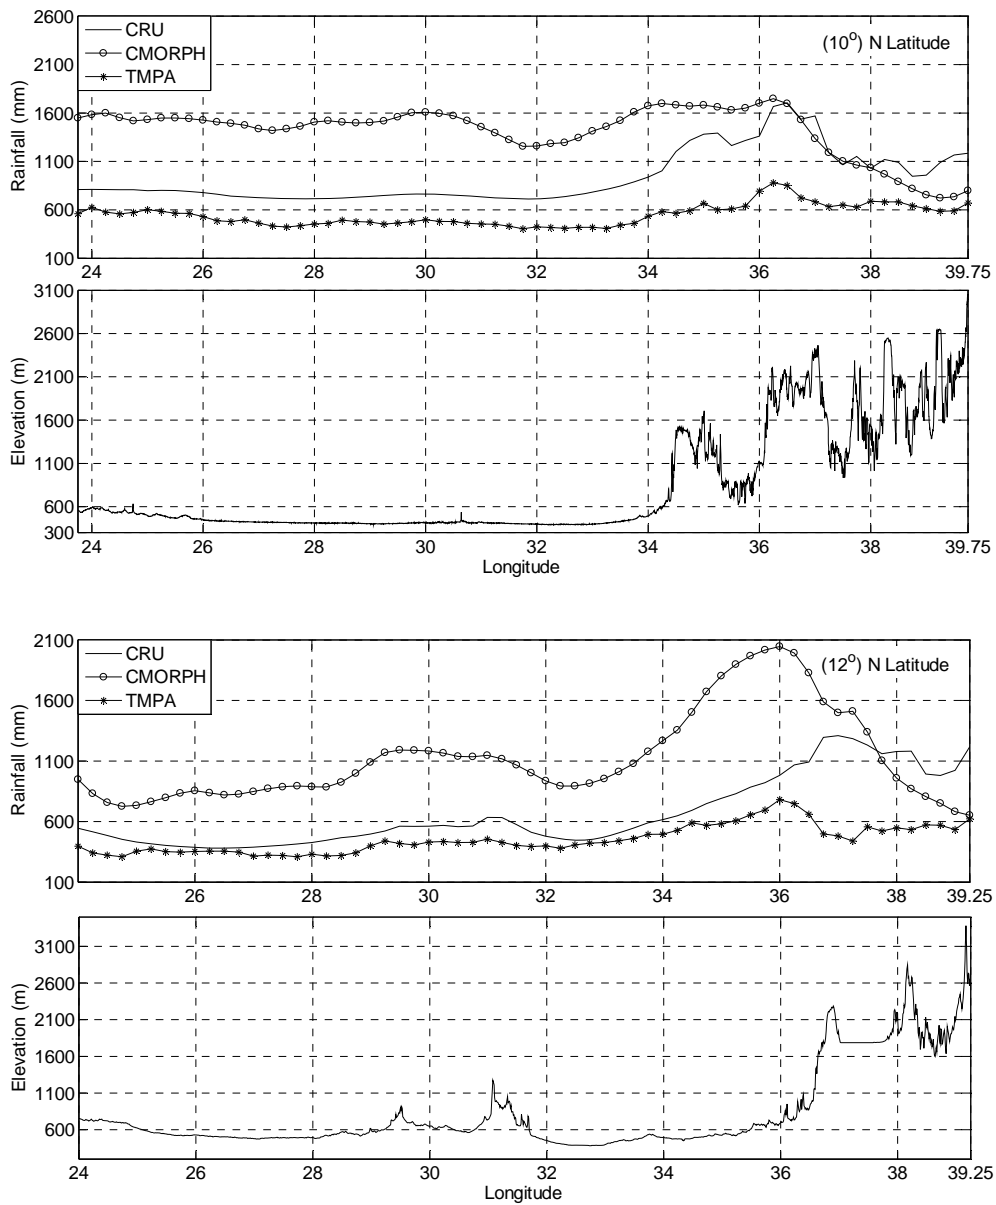 2600
2100
1600
1100
600
100
Rainfall (mm)
CRU
CMORPH
TMPA
(10°) N Latitude
24 26 28 30 32 34 36 38 39.75
3100
2600
2100
1600
1100
600
300
Elevation (m)
24 26 28 30 32 34 36 38 39.75
Longitude
2100
1600
1100
600
100
Rainfall (mm)
CRU
CMORPH
TMPA
(12°) N Latitude
26 28 30 32 34 36 38 39.25
3100
2600
2100
1600
1100
600
Elevation (m)
24 26 28 30 32 34 36 38 39.25
Longitude